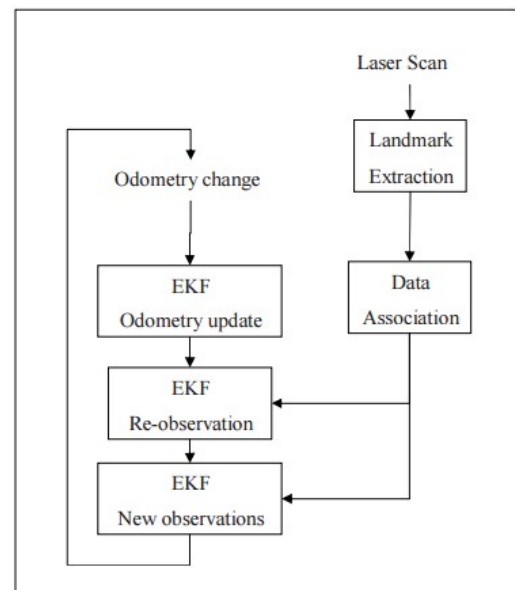 Laser Scan
Landmark
Extraction
Odometry change
EKF
Odometry update
Data
Association
EKF
Re-observation
EKF
New observations